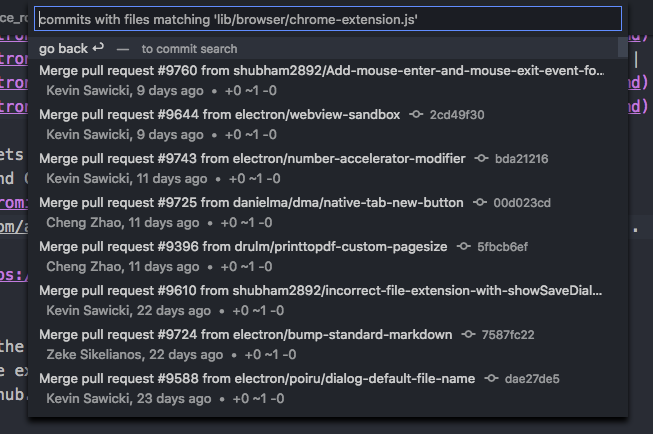 commits with files matching 'lib/browser/chrome-extension.js'
go back ↩ — to commit search
Merge pull request #9760 from shubham2892/Add-mouse-enter-and-mouse-exit-event-fo...
Kevin Sawicki, 9 days ago • +0 ~1 -0
Merge pull request #9644 from electron/webview-sandbox 2cd49f30
Kevin Sawicki, 9 days ago • +0 ~1 -0
Merge pull request #9743 from electron/number-accelerator-modifier bda21216
Kevin Sawicki, 11 days ago • +0 ~1 -0
Merge pull request #9725 from danielma/dma/native-tab-new-button 00d023cd
Cheng Zhao, 11 days ago • +0 ~1 -0
Merge pull request #9396 from drulm/printtopdf-custom-pagesize 5fbcb6ef
Cheng Zhao, 11 days ago • +0 ~1 -0
Merge pull request #9610 from shubham2892/incorrect-file-extension-with-showSaveDial...
Kevin Sawicki, 22 days ago • +0 ~1 -0
Merge pull request #9724 from electron/bump-standard-markdown 7587fc22
Zeke Sikelianos, 22 days ago • +0 ~1 -0
Merge pull request #9588 from electron/poiru/dialog-default-file-name dae27de5
Kevin Sawicki, 23 days ago • +0 ~1 -0